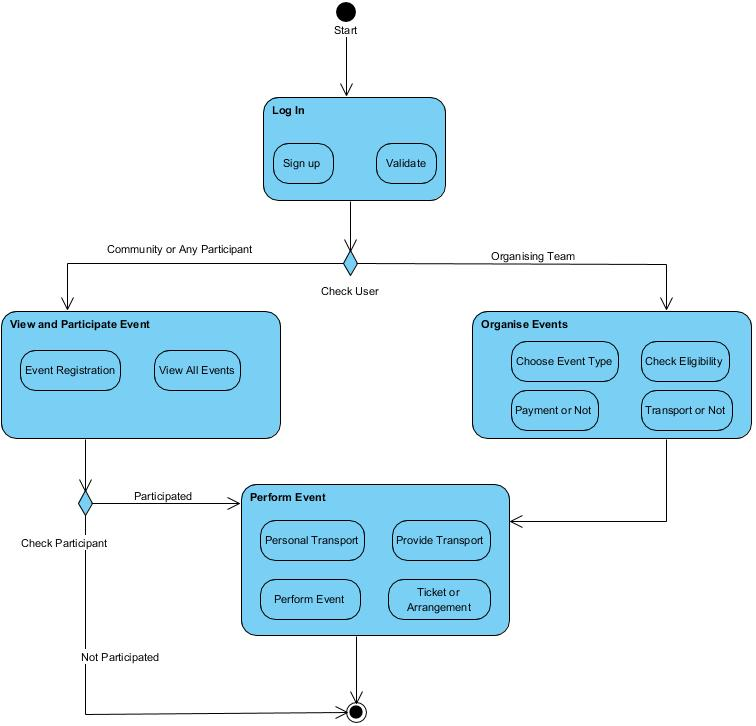 Start
Log In
Sign up
Validate
Community or Any Participant
Organising Team
Check User
View and Participate Event
Event Registration
View All Events
Organise Events
Choose Event Type
Check Eligibility
Payment or Not
Transport or Not
Participated
Check Participant
Perform Event
Personal Transport
Provide Transport
Perform Event
Ticket or
Arrangement
Not Participated